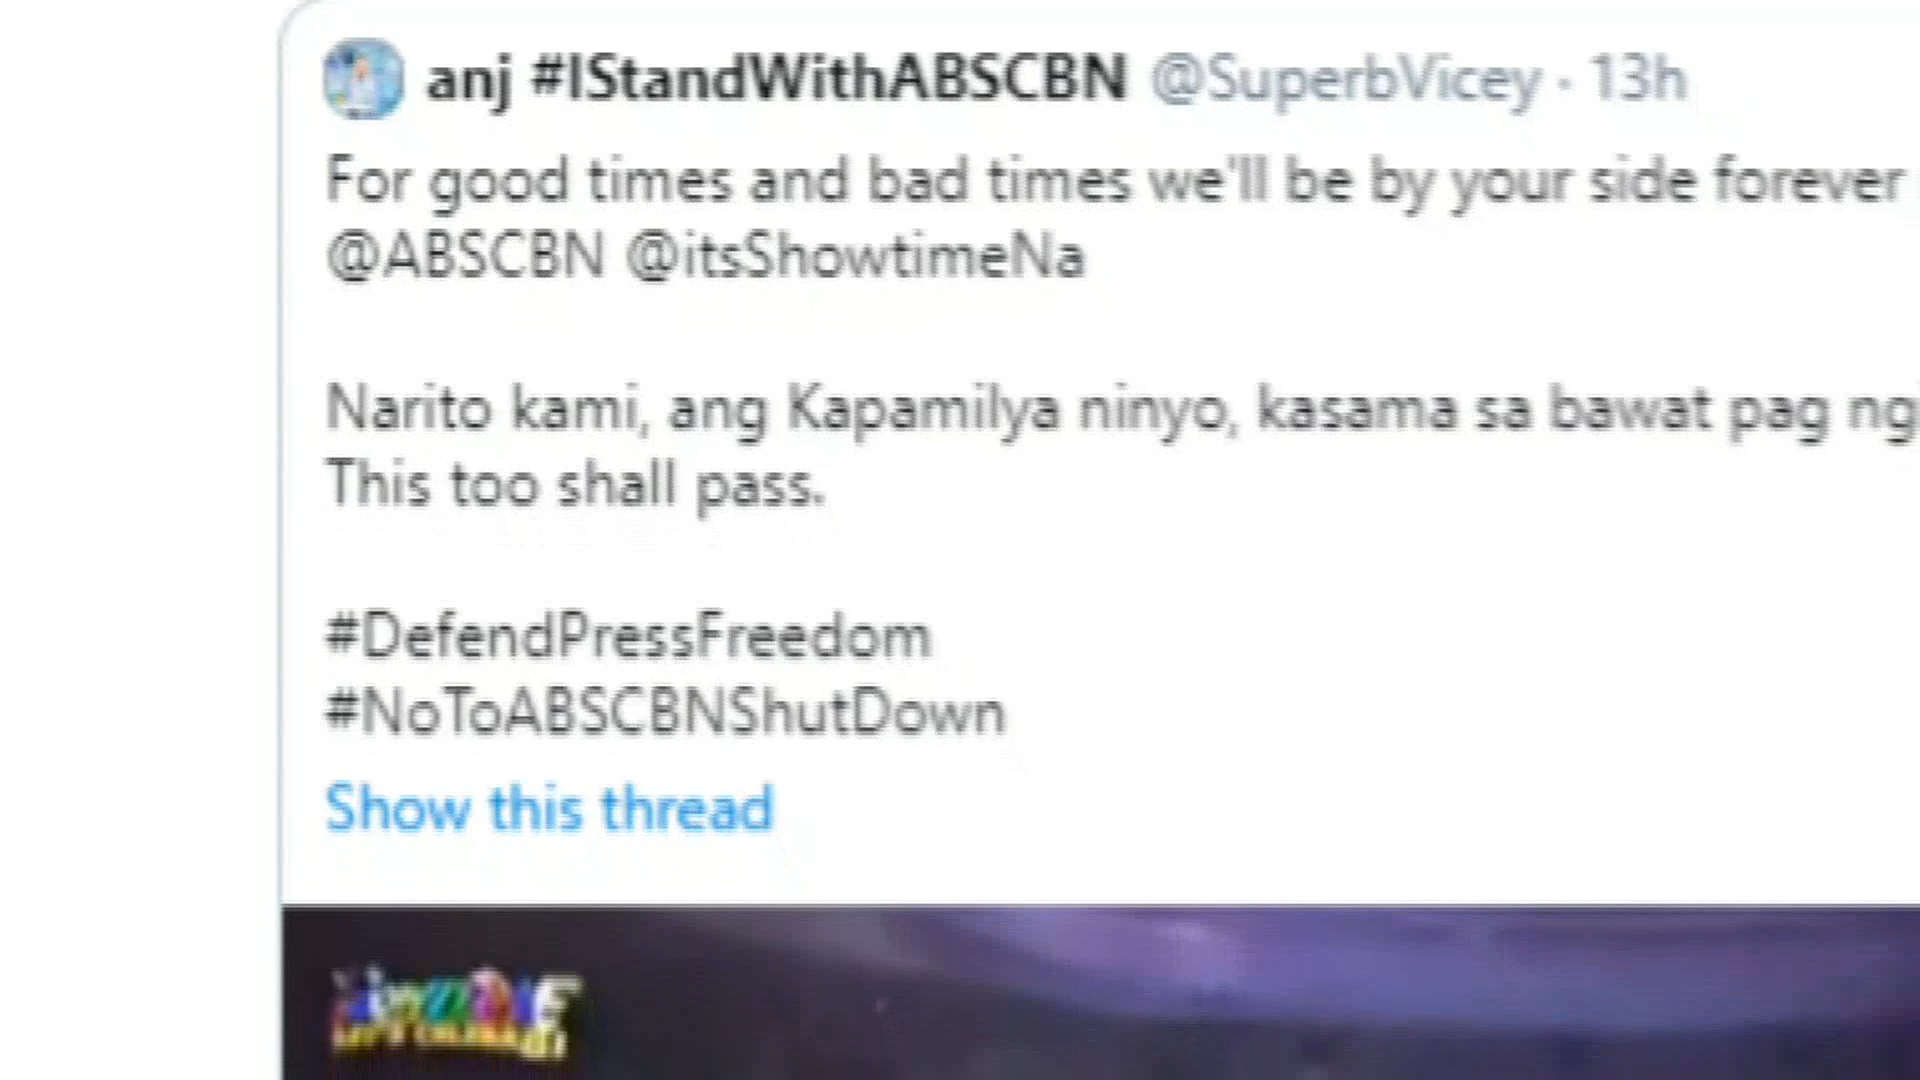 anj #IStandWithABSCBN @SuperbVicey · 13h
For good times and bad times we'll be by your side forever
@ABSCBN @itsShowtimeNa
Narito kami, ang Kapamilya ninyo, kasama sa bawat pag
This too shall pass.
#DefendPressFreedom
#NoToABSCBNShutDown
Show this thread